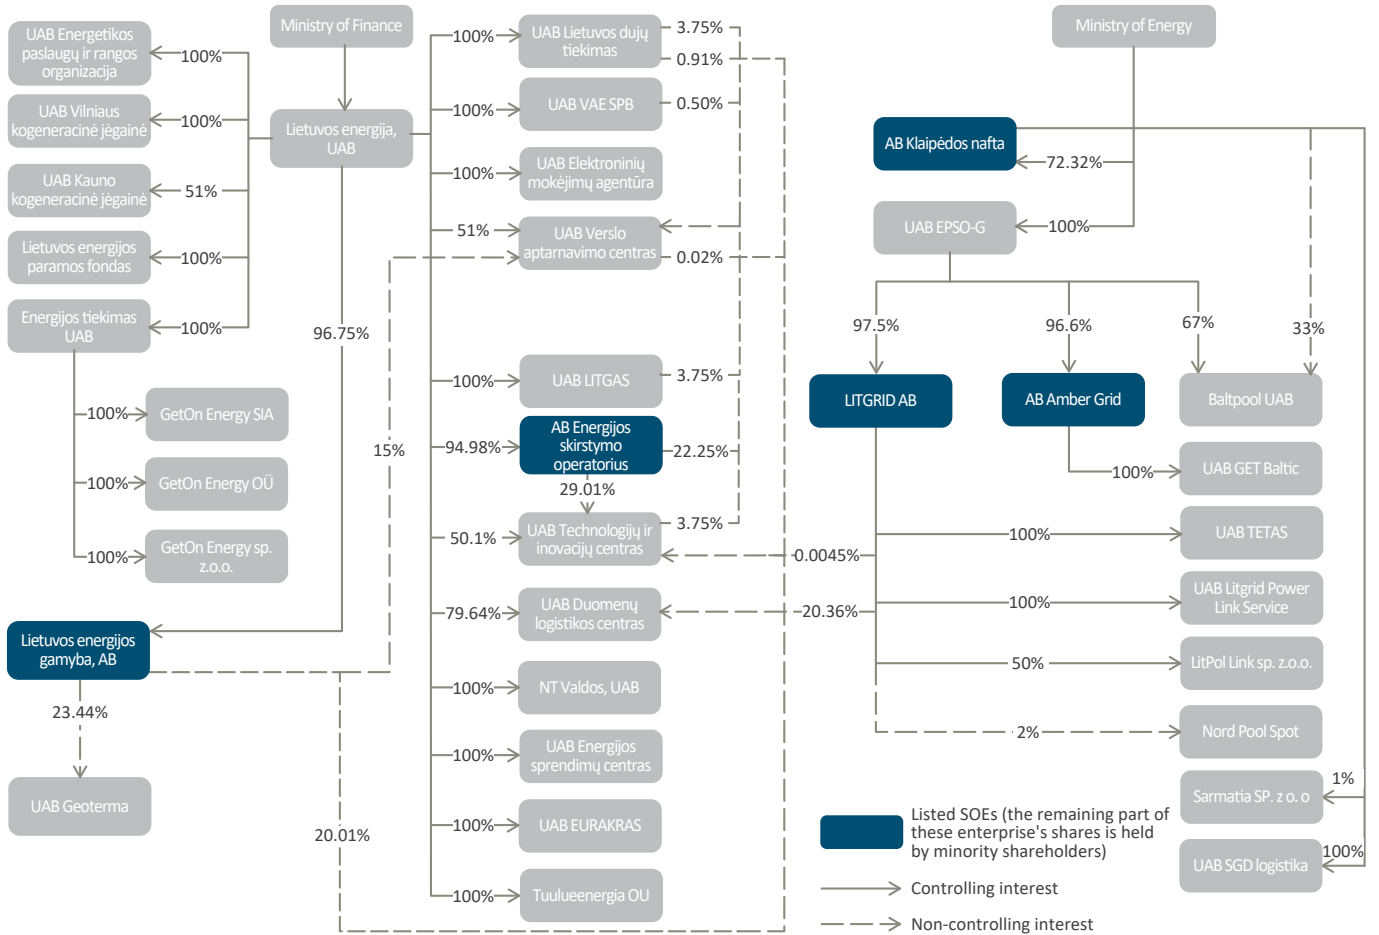 UAB Energetikos
paslaugų ir rangos
organizacija
100%
UAB Vilniaus
kogeneracinė jėgainė
100%
UAB Kauno
kogeneracinė jėgainė
51%
Lietuvos energijos
paramos fondas
100%
Energijos tiekimas
UAB
100%
100%
GetOn Energy SIA
100%
GetOn Energy OÜ
100%
GetOn Energy sp.
z.o.o.
Ministry of Finance
Lietuvos energija,
UAB
96.75%
Lietuvos energijos
gamyba, AB
23.44%
UAB Geoterma
15%
20.01%
100%
UAB Lietuvos dujų
tiekimas
3.75%
0.91%
100%
UAB VAE SPB
0.50%
100%
UAB Elektroninių
mokėjimų agentūra
51%
UAB Verslo
aptarnavimo centras
0.02%
100%
UAB LITGAS
3.75%
94.98%
AB Energijos
skirstymo
operatorius
22.25%
29.01%
50.1%
UAB Technologijų ir
inovacijų centras
3.75%
0.0045%
79.64%
UAB Duomenų
logistikos centras
20.36%
100%
NT Valdos, UAB
100%
UAB Energijos
sprendimų centras
100%
UAB EURAKRAS
100%
Tuulueenergia OU
Ministry of Energy
AB Klaipėdos nafta
72.32%
UAB EPSO-G
100%
97.5%
96.6%
67%
33%
LITGRID AB
AB Amber Grid
Baltpool UAB
100%
UAB GET Baltic
100%
UAB TETAS
100%
UAB Litgrid Power
Link Service
50%
LitPol Link sp. z.o.o.
2%
Nord Pool Spot
1%
Sarmatia SP. z o. o
100%
UAB SGD logistika
Listed SOEs (the remaining part of
these enterprise's shares is held
by minority shareholders)
Controlling interest
Non-controlling interest